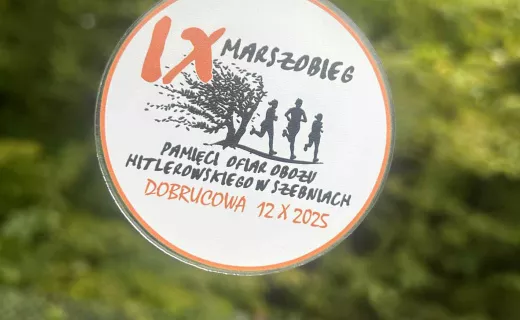 IX MARSZOBIEG
PAMIĘCI OFIAR OBOZU
HITLEROWSKIEGO W SZEBNIACH
DOBRUCOWA 12 X 2025